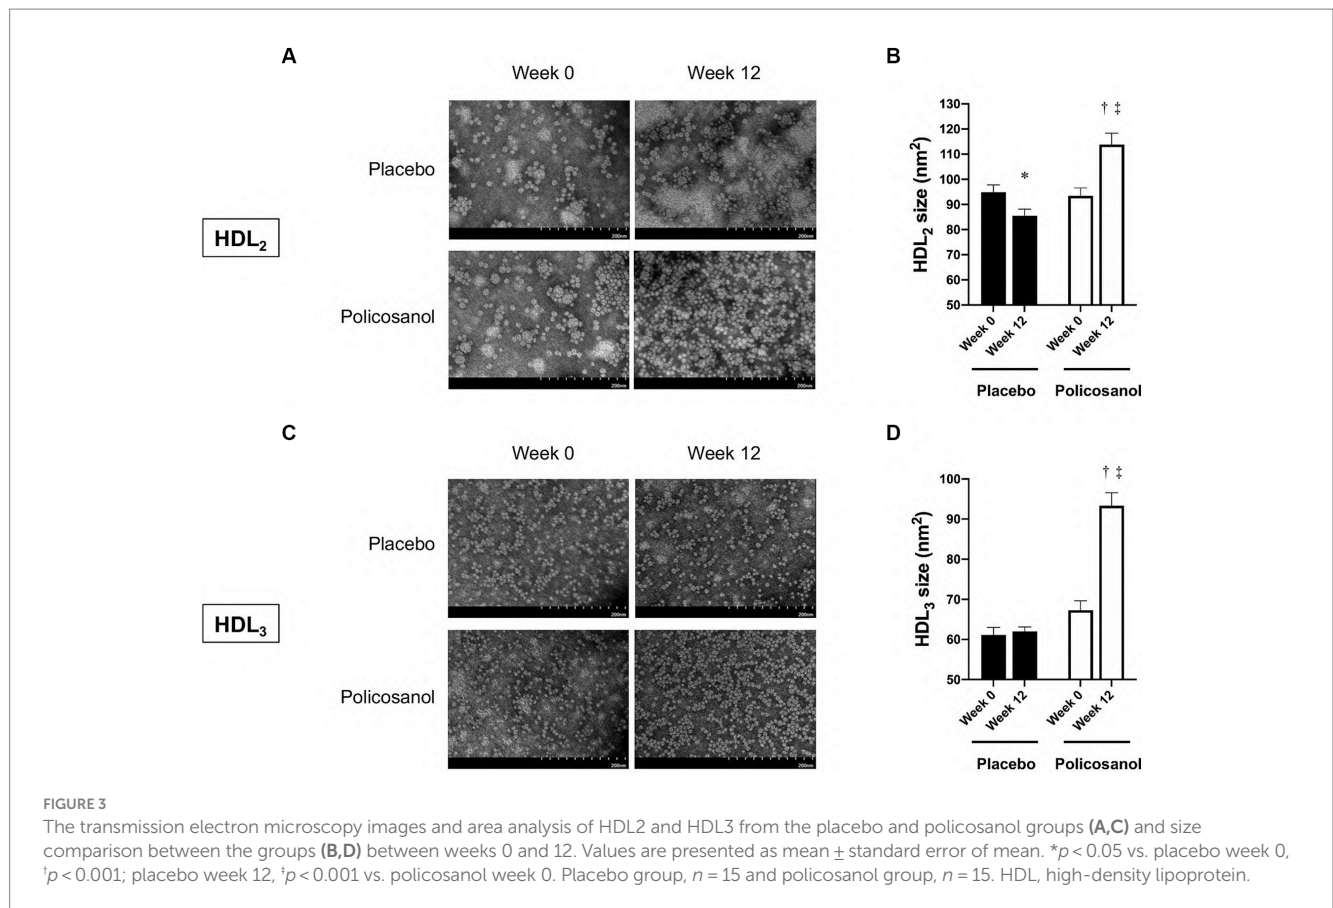 A
Week 0
Week 12
Placebo
Policosanol
HDL2
200nm
200nm
200nm
200nm
B
HDL2 size (nm2)
130
120
110
100
90
80
70
60
50
*
† ‡
Week 0
Week 12
Week 0
Week 12
Placebo
Policosanol
C
Week 0
Week 12
Placebo
Policosanol
HDL3
200nm
200nm
200nm
200nm
D
HDL3 size (nm2)
100
90
80
70
60
50
† ‡
Week 0
Week 12
Week 0
Week 12
Placebo
Policosanol
FIGURE 3
The transmission electron microscopy images and area analysis of HDL2 and HDL3 from the placebo and policosanol groups (A,C) and size
comparison between the groups (B,D) between weeks 0 and 12. Values are presented as mean ± standard error of mean. *p < 0.05 vs. placebo week 0,
†p < 0.001; placebo week 12, ‡p < 0.001 vs. policosanol week 0. Placebo group, n = 15 and policosanol group, n = 15. HDL, high-density lipoprotein.